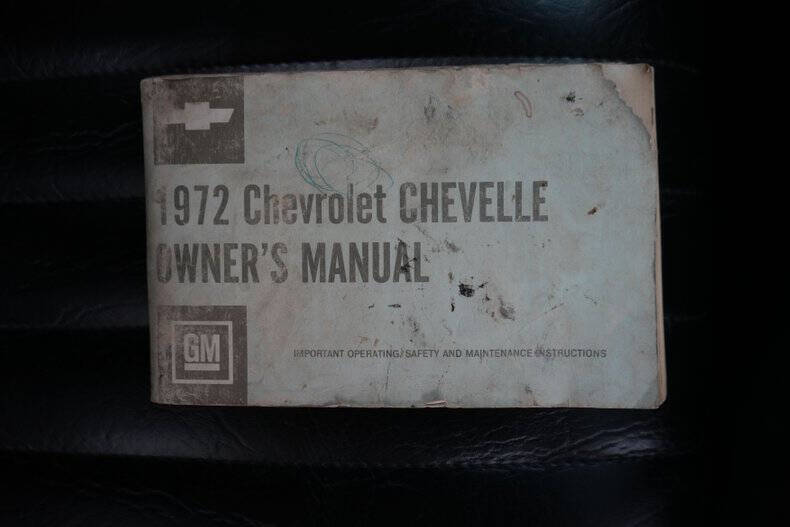 1972 Chevrolet CHEVELLE
OWNER'S MANUAL
GM
IMPORTANT OPERATING, SAFETY AND MAINTENANCE INSTRUCTIONS